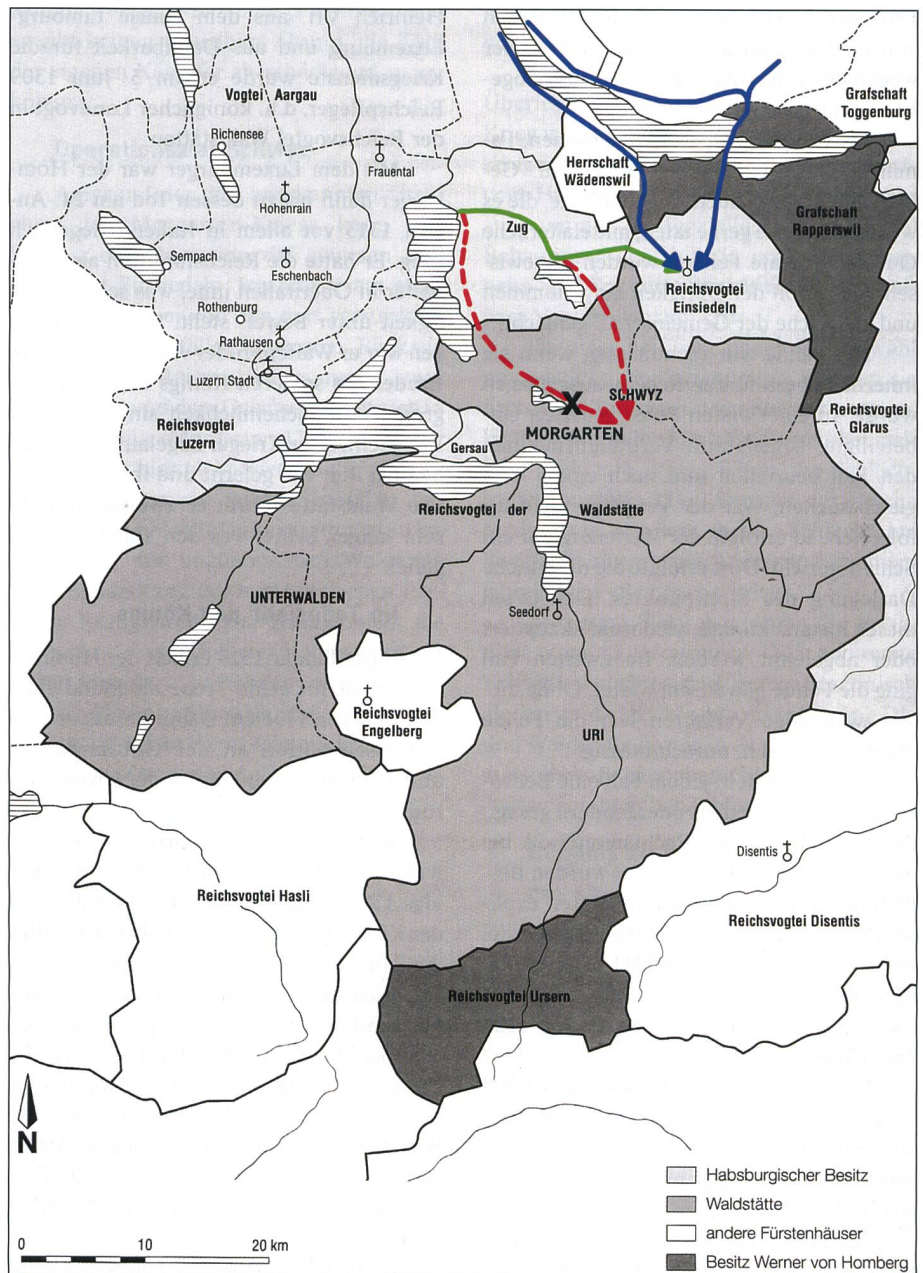 Vogtei Aargau
Richensee
Hohenrain
Frauental
Herrschaft
Wädenswil
Grafschaft
Toggenburg
Grafschaft
Rapperswil
Zug
Sempach
Eschenbach
Rotenburg
Rathausen
Luzern Stadt
Reichsvogtei
Einsiedeln
Reichsvogtei
Luzern
SCHWYZ
X
MORGARTEN
Reichsvogtei
Glarus
Gersau
Reichsvogtei der Waldstätte
UNTERWALDEN
Seedorf
Reichsvogtei
Engelberg
URI
Disentis
Reichsvogtei Hasli
Reichsvogtei Disentis
Reichsvogtei Ursern
N
Habsburgischer Besitz
Waldstätte
andere Fürstenhäuser
Besitz Werner von Homberg
0 10 20 km